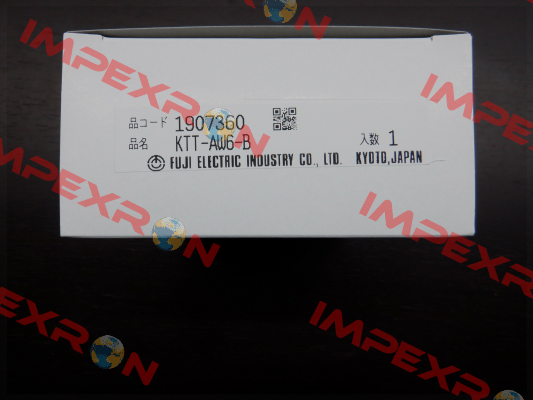 IMPEXRON
品コード 1907360
品名 KTT-AW6-B
入数 1
FUJI ELECTRIC INDUSTRY CO., LTD. KYOTO, JAPAN
IMPEXRON
IMPEXRON
IMPEXRON
IMPEXRON
IMPEXRON